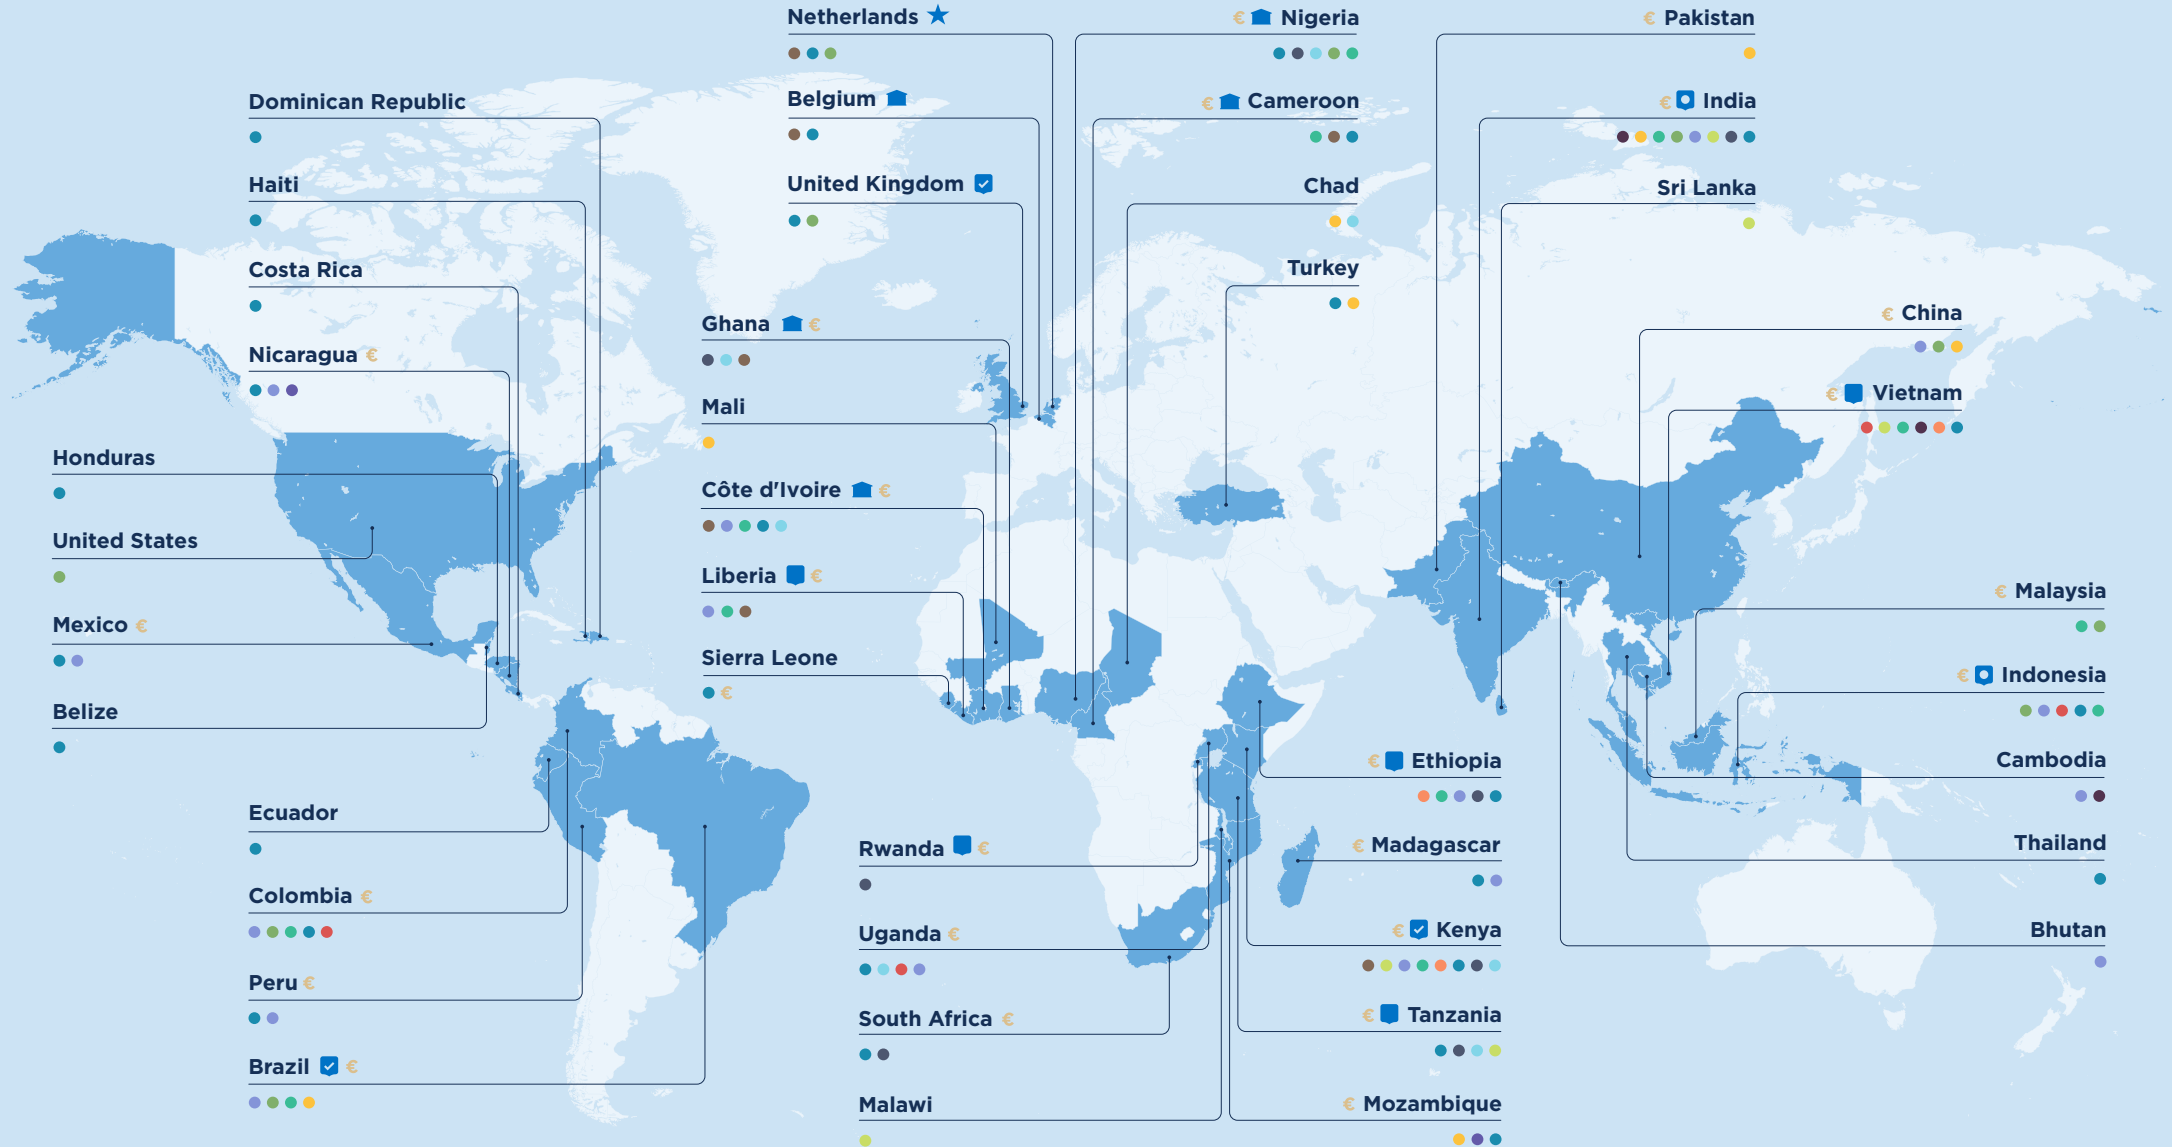 Netherlands
€ Nigeria
€ Pakistan
Dominican Republic
Belgium
€ Cameroon
€ India
Haiti
United Kingdom
Chad
Sri Lanka
Costa Rica
Turkey
Ghana €
€ China
Nicaragua €
Mali
€ Vietnam
Honduras
Côte d'Ivoire €
United States
Liberia €
€ Malaysia
Mexico €
Sierra Leone
€
€ Indonesia
Belize
€ Ethiopia
Cambodia
Ecuador
Rwanda €
€ Madagascar
Thailand
Colombia €
Uganda €
€ Kenya
Bhutan
Peru €
South Africa €
€ Tanzania
Brazil €
Malawi
€ Mozambique